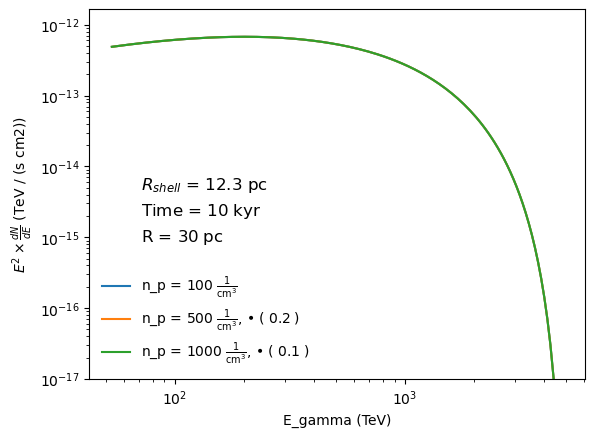 10⁻¹²
10⁻¹³
10⁻¹⁴
10⁻¹⁵
10⁻¹⁶
10⁻¹⁷
E² × dN/dE (TeV / (s cm2))
R_shell = 12.3 pc
Time = 10 kyr
R = 30 pc
n_p = 100 1/cm³
n_p = 500 1/cm³, • ( 0.2 )
n_p = 1000 1/cm³, • ( 0.1 )
10² 10³
E_gamma (TeV)